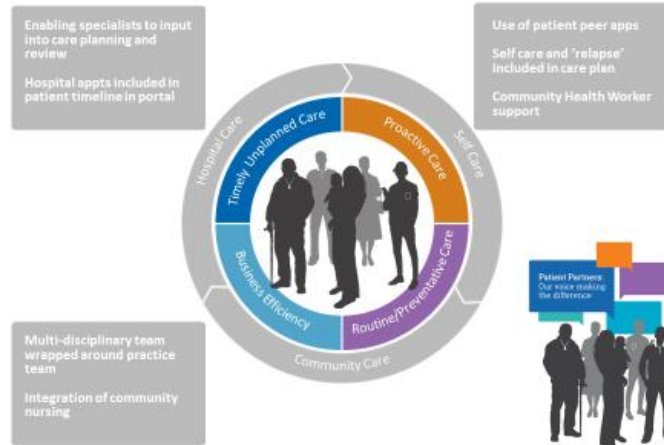 Enabling specialists to input
into care planning and
review
Hospital appts included in
patient timeline in portal
Use of patient peer apps
Self care and 'relapse'
included in care plan
Community Health Worker
support
Hospital Care
Self Care
Timely Unplanned Care
Proactive Care
Business Efficiency
Routine/Preventative Care
Community Care
Multi-disciplinary team
wrapped around practice
team
Integration of community
nursing
Patient Partners:
Our voice making
the difference